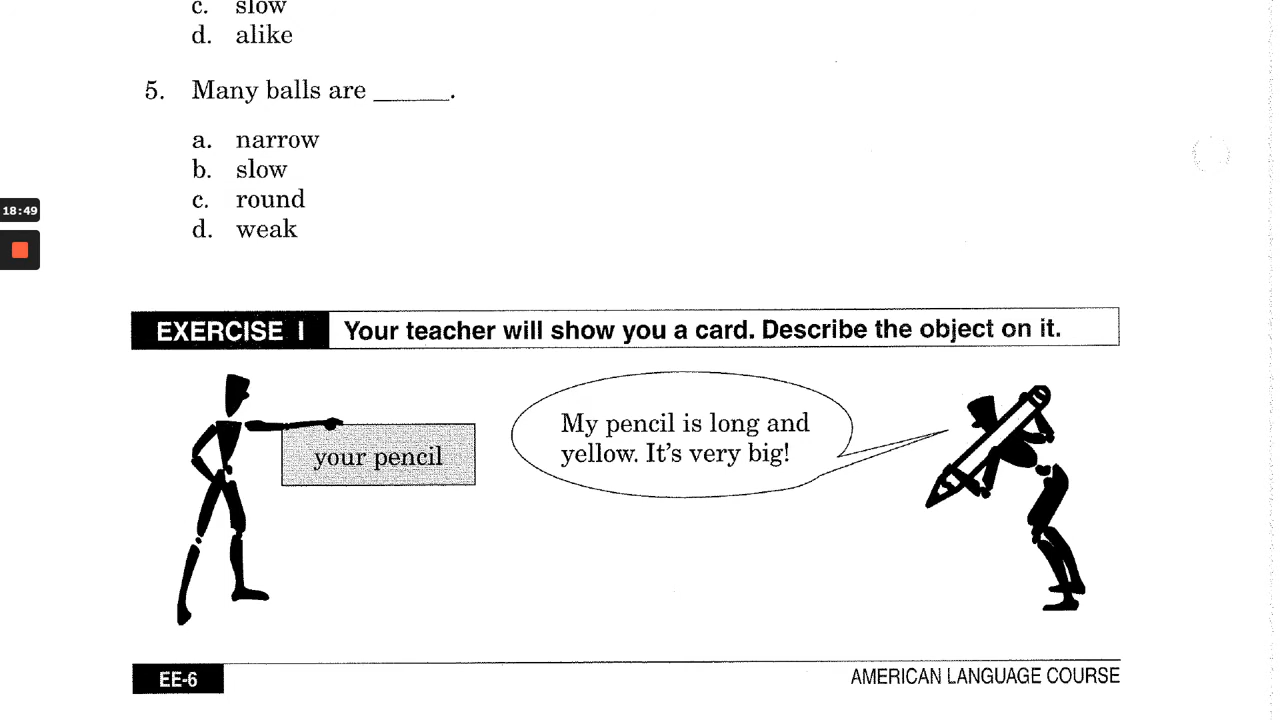 c. slow
d. alike
5. Many balls are ______.
a. narrow
b. slow
c. round
d. weak
18:49
EXERCISE I Your teacher will show you a card. Describe the object on it.
your pencil
My pencil is long and
yellow. It's very big!
EE-6
AMERICAN LANGUAGE COURSE